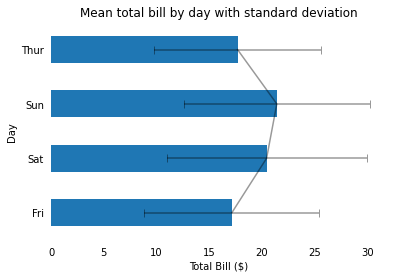 Mean total bill by day with standard deviation
Thur
Sun
Sat
Fri
Day
0 5 10 15 20 25 30
Total Bill ($)